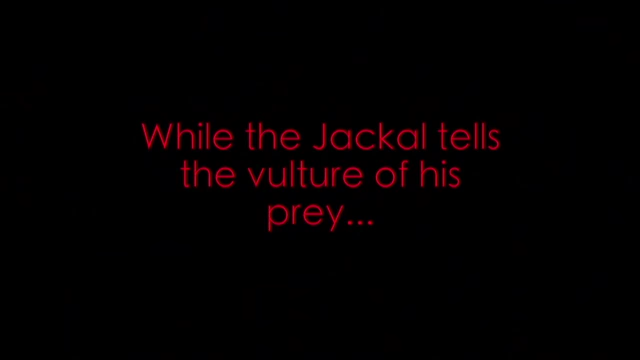 While the Jackal tells
the vulture of his
prey...